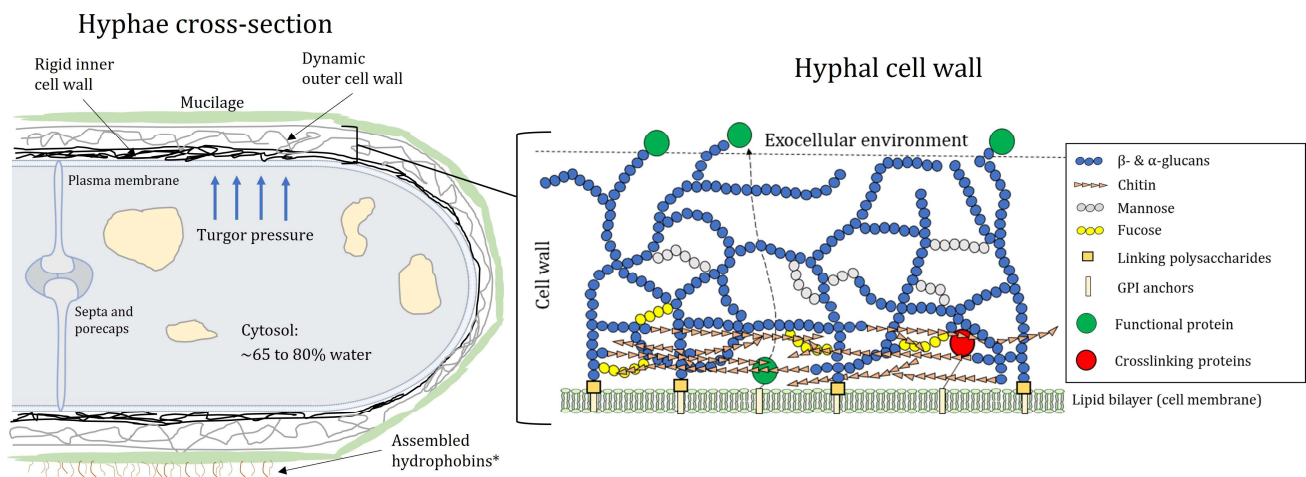 Hyphae cross-section
Rigid inner
cell wall
Dynamic
outer cell wall
Mucilage
Plasma membrane
Turgor pressure
Septa and
porecaps
Cytosol:
~65 to 80% water
Assembled
hydrophobins*
Hyphal cell wall
Exocellular environment
Cell wall
β- & α-glucans
Chitin
Mannose
Fucose
Linking polysaccharides
GPI anchors
Functional protein
Crosslinking proteins
Lipid bilayer (cell membrane)